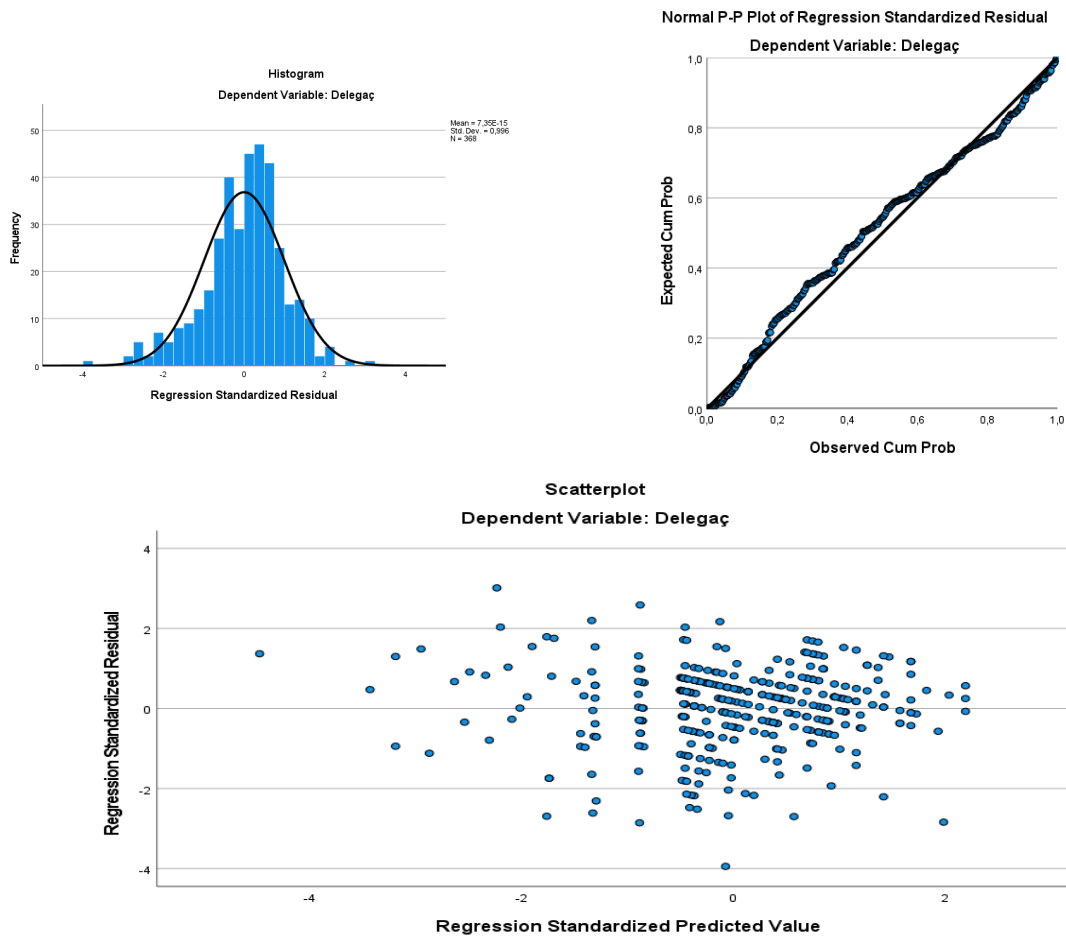 Histogram
Dependent Variable: Delegaç
Mean = 7,35E-15
Std. Dev. = 0,996
N = 368
50
40
30
20
10
0
Frequency
-4 -2 0 2 4
Regression Standardized Residual
Normal P-P Plot of Regression Standardized Residual
Dependent Variable: Delegaç
1,0
0,8
0,6
0,4
0,2
0,0
Expected Cum Prob
0,0 0,2 0,4 0,6 0,8 1,0
Observed Cum Prob
Scatterplot
Dependent Variable: Delegaç
4
2
0
-2
-4
Regression Standardized Residual
-4 -2 0 2
Regression Standardized Predicted Value